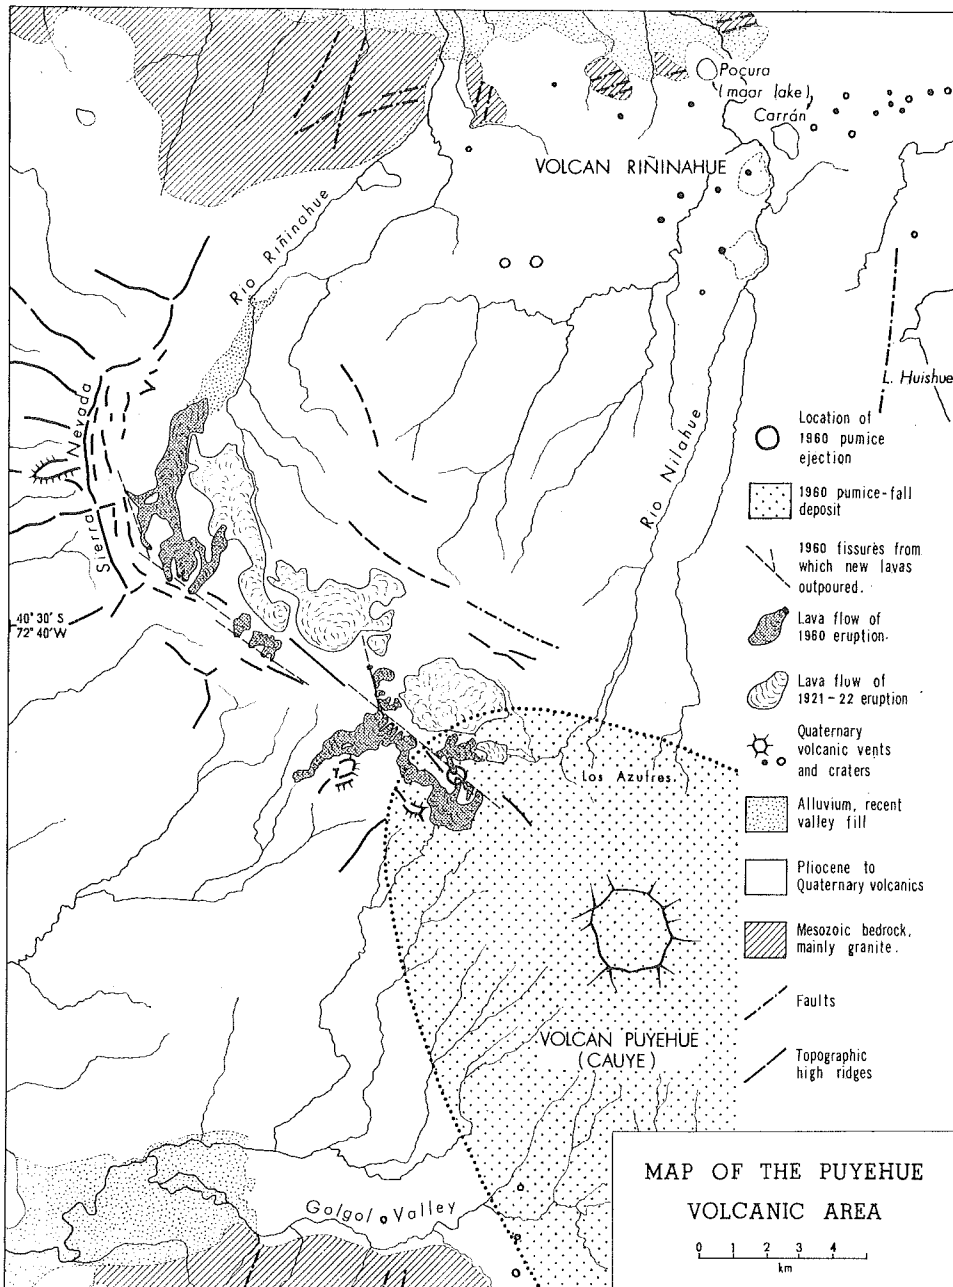 Pocura
(maar lake)
Carrán
VOLCAN RIÑINAHUE
Rio Riñinahue
L. Huishue
Sierra Nevada
Rio Nilahue
40° 30' S
72° 40' W
Los Azufres
VOLCAN PUYEHUE
(CAUYE)
Golgol Valley
Location of
1960 pumice
ejection
1960 pumice-fall
deposit
1960 fissures from
which new lavas
outpoured.
Lava flow of
1960 eruption.
Lava flow of
1921-22 eruption
Quaternary
volcanic vents
and craters
Alluvium, recent
valley fill
Pliocene to
Quaternary volcanics
Mesozoic bedrock,
mainly granite.
Faults
Topographic
high ridges
MAP OF THE PUYEHUE
VOLCANIC AREA
0 1 2 3 4
km